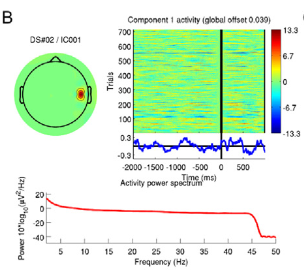 B
DS#02 / IC001
Component 1 activity (global offset 0.039)
Trials
700
600
500
400
300
200
100
13.3
6.7
0
-6.7
-13.3
0.3
-0.3
-2000 -1500 -1000 -500 0 500
Time (ms)
Activity power spectrum
Power 10*log10(µV^2/Hz)
20
0
-20
-40
5 10 15 20 25 30 35 40 45 50
Frequency (Hz)